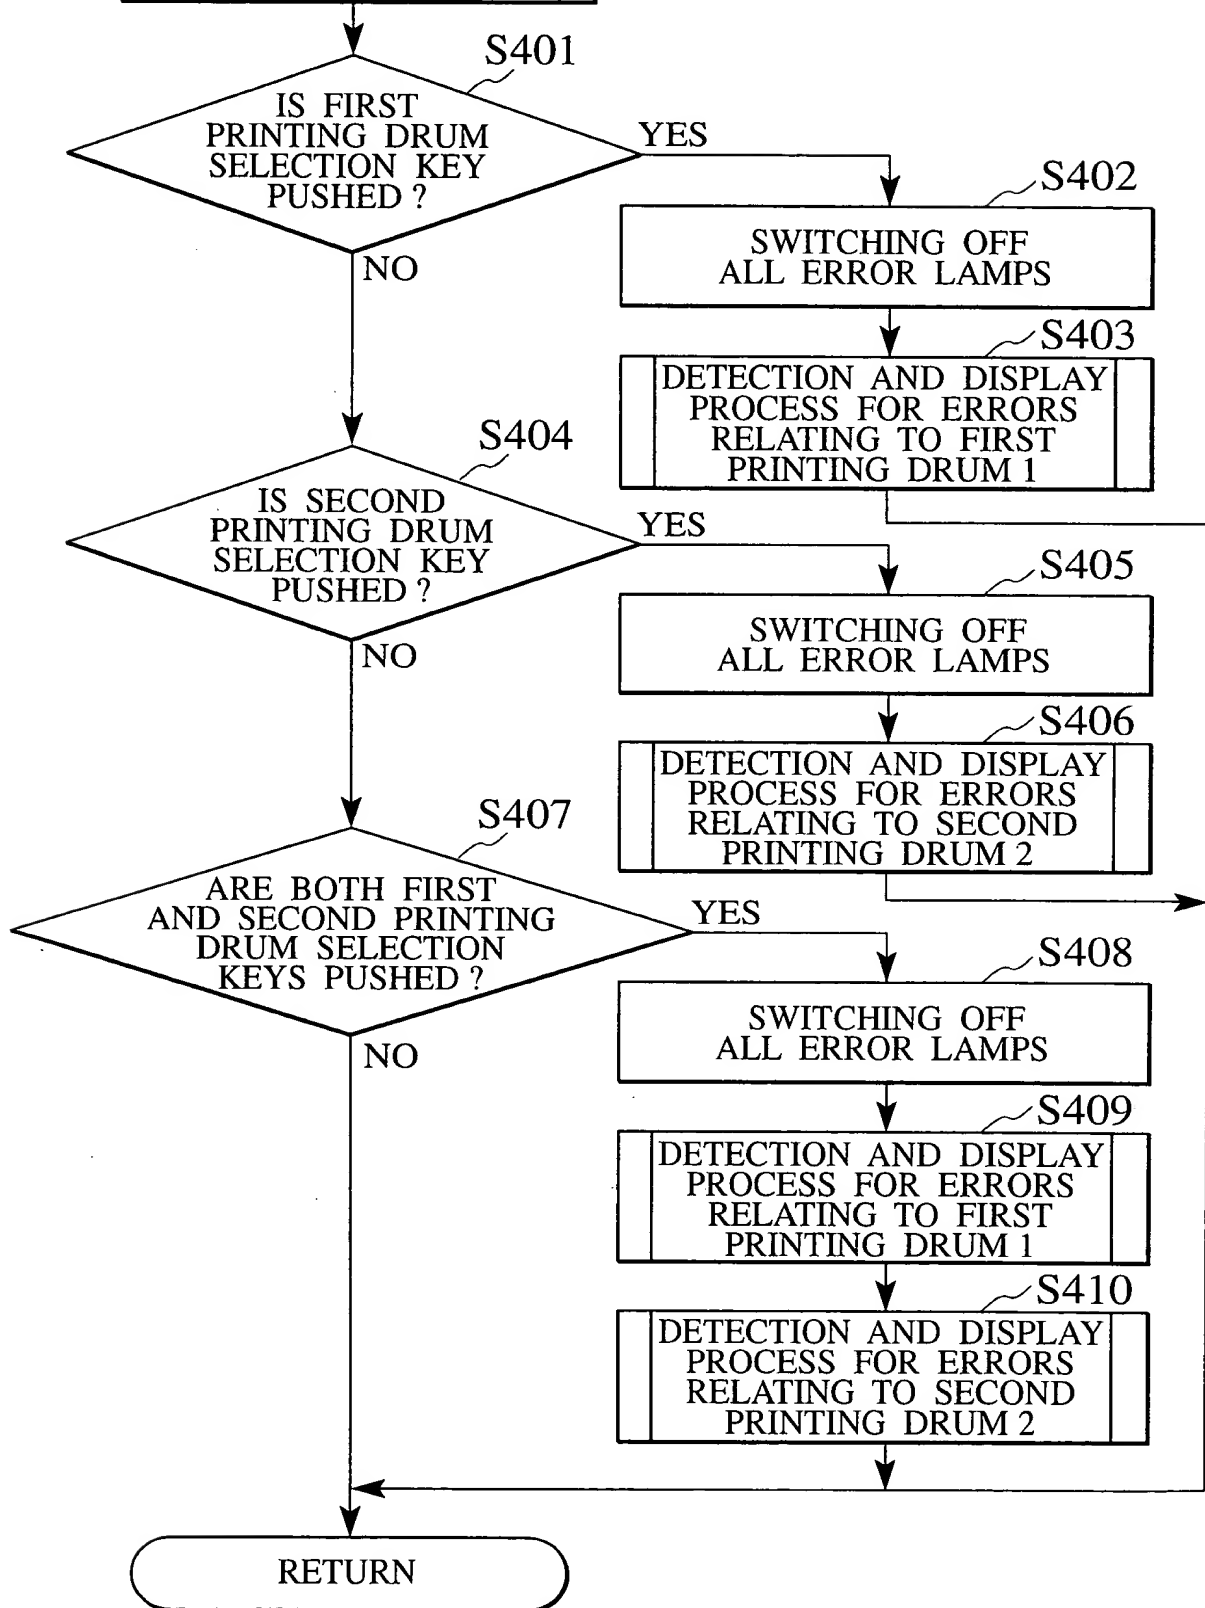 S401
IS FIRST
PRINTING DRUM
SELECTION KEY
PUSHED ?
YES
NO
S402
SWITCHING OFF
ALL ERROR LAMPS
S403
DETECTION AND DISPLAY
PROCESS FOR ERRORS
RELATING TO FIRST
PRINTING DRUM 1
S404
IS SECOND
PRINTING DRUM
SELECTION KEY
PUSHED ?
YES
NO
S405
SWITCHING OFF
ALL ERROR LAMPS
S406
DETECTION AND DISPLAY
PROCESS FOR ERRORS
RELATING TO SECOND
PRINTING DRUM 2
S407
ARE BOTH FIRST
AND SECOND PRINTING
DRUM SELECTION
KEYS PUSHED ?
YES
NO
S408
SWITCHING OFF
ALL ERROR LAMPS
S409
DETECTION AND DISPLAY
PROCESS FOR ERRORS
RELATING TO FIRST
PRINTING DRUM 1
S410
DETECTION AND DISPLAY
PROCESS FOR ERRORS
RELATING TO SECOND
PRINTING DRUM 2
RETURN